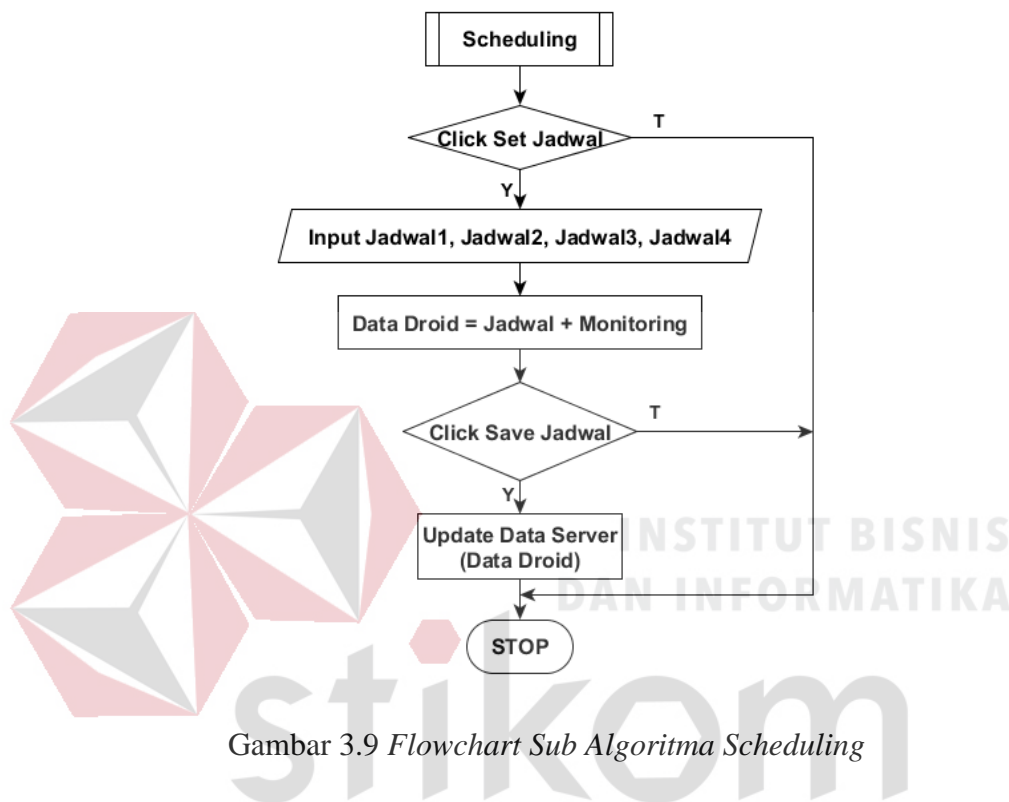 Scheduling
Click Set Jadwal
T
Y
Input Jadwal1, Jadwal2, Jadwal3, Jadwal4
Data Droid = Jadwal + Monitoring
Click Save Jadwal
T
Y
Update Data Server
(Data Droid)
STOP
INSTITUT BISNIS
DAN INFORMATIKA
stikom
Gambar 3.9 Flowchart Sub Algoritma Scheduling